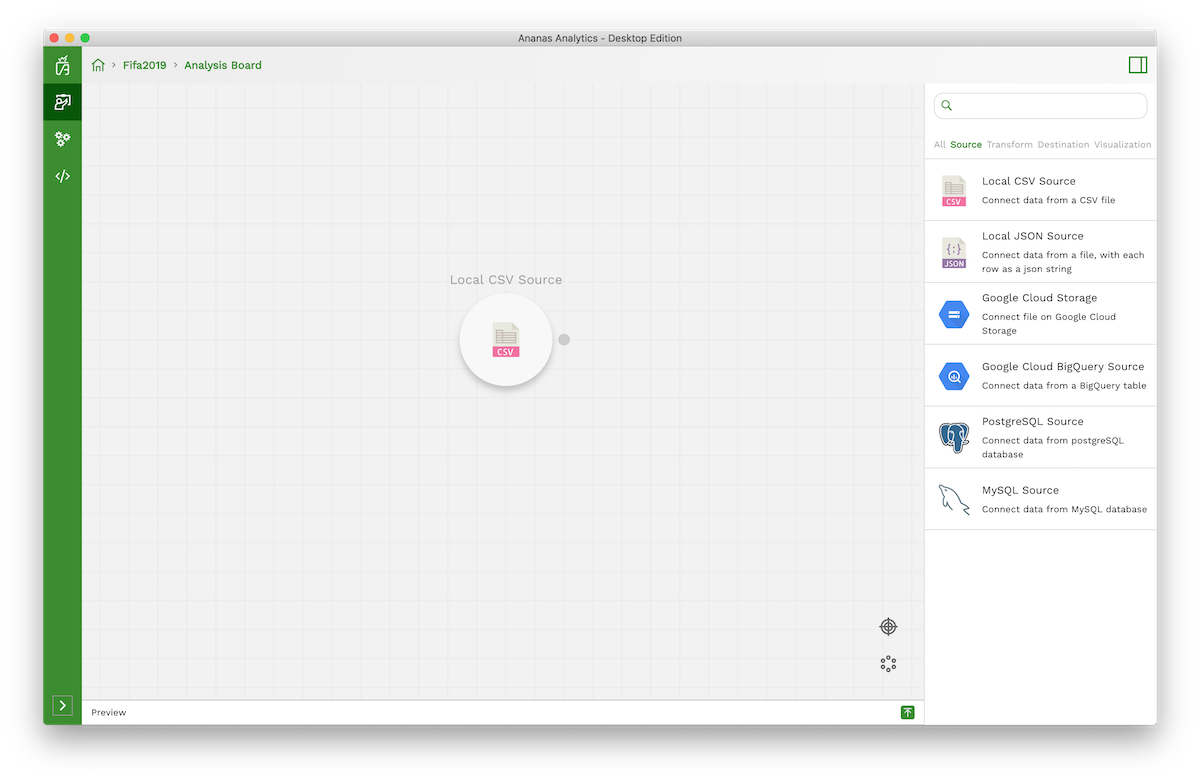 Ananas Analytics - Desktop Edition
Fifa2019 › Analysis Board
All Source Transform Destination Visualization
Local CSV Source
Connect data from a CSV file
CSV
Local JSON Source
Connect data from a file, with each
row as a json string
JSON
Google Cloud Storage
Connect file on Google Cloud
Storage
Google Cloud BigQuery Source
Connect data from a BigQuery table
PostgreSQL Source
Connect data from postgreSQL
database
MySQL Source
Connect data from MySQL database
Local CSV Source
CSV
Preview